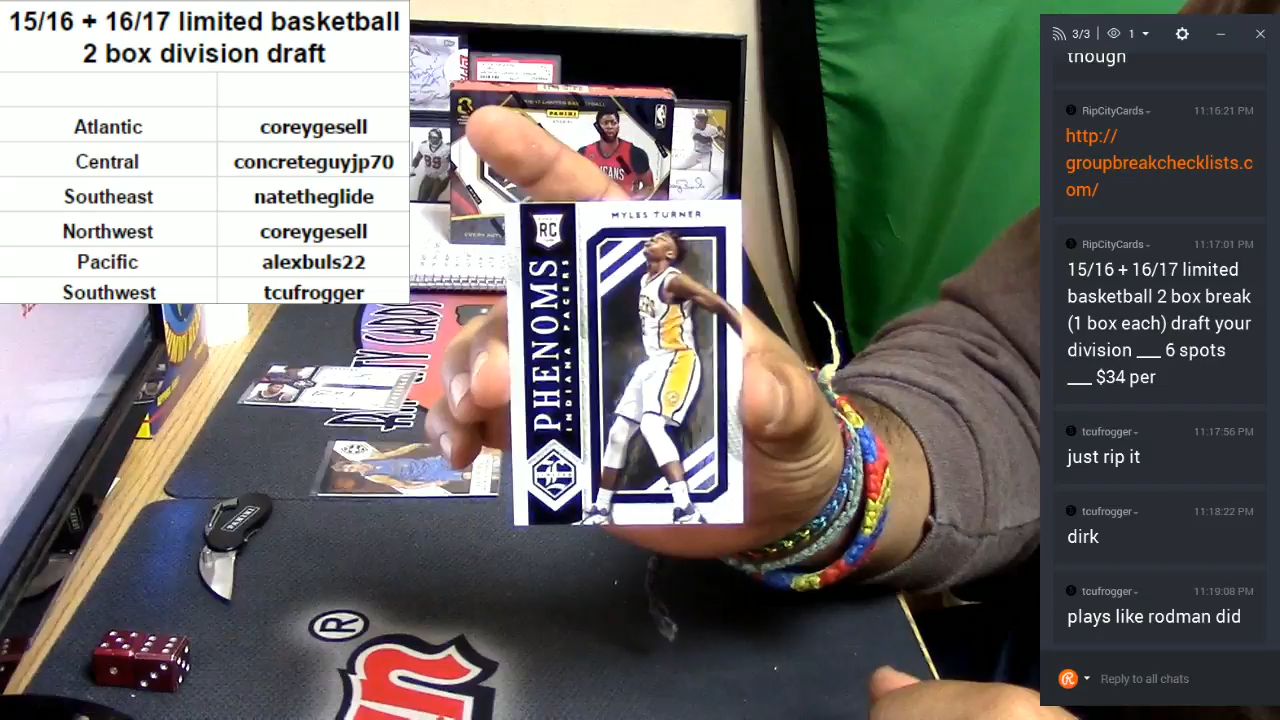 15/16 + 16/17 limited basketball
2 box division draft
Atlantic coreygesell
Central concreteguyjp70
Southeast natetheglide
Northwest coreygesell
Pacific alexbuls22
Southwest tcufrogger
PANINI
MYLES TURNER
RC
PHENOMS
INDIANA PACERS
LIMITED
PANINI
®
3/3 1
though
RipCityCards 11:16:21 PM
http://
groupbreakchecklists.c
om/
RipCityCards 11:17:01 PM
15/16 + 16/17 limited
basketball 2 box break
(1 box each) draft your
division ___ 6 spots
___ $34 per
tcufrogger 11:17:56 PM
just rip it
tcufrogger 11:18:22 PM
dirk
tcufrogger 11:19:08 PM
plays like rodman did
Reply to all chats